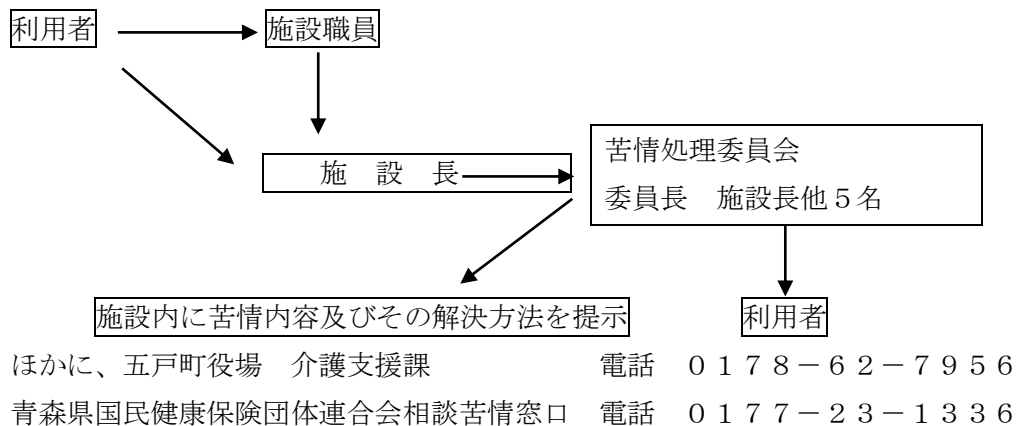 利用者
施設職員
施　設　長
苦情処理委員会
委員長　施設長他５名
施設内に苦情内容及びその解決方法を提示
利用者
ほかに、五戸町役場　介護支援課　電話　０１７８－６２－７９５６
青森県国民健康保険団体連合会相談苦情窓口　電話　０１７７－２３－１３３６